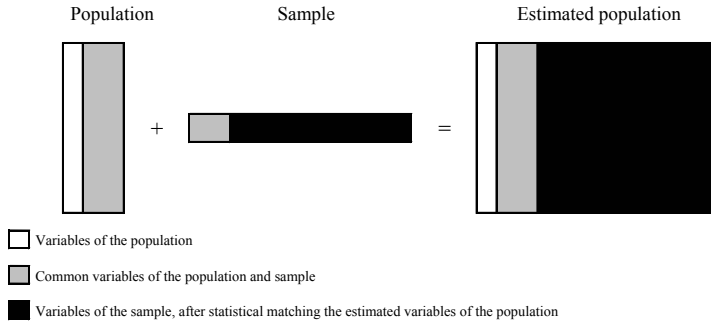 Population Sample Estimated population
+ =
Variables of the population
Common variables of the population and sample
Variables of the sample, after statistical matching the estimated variables of the population